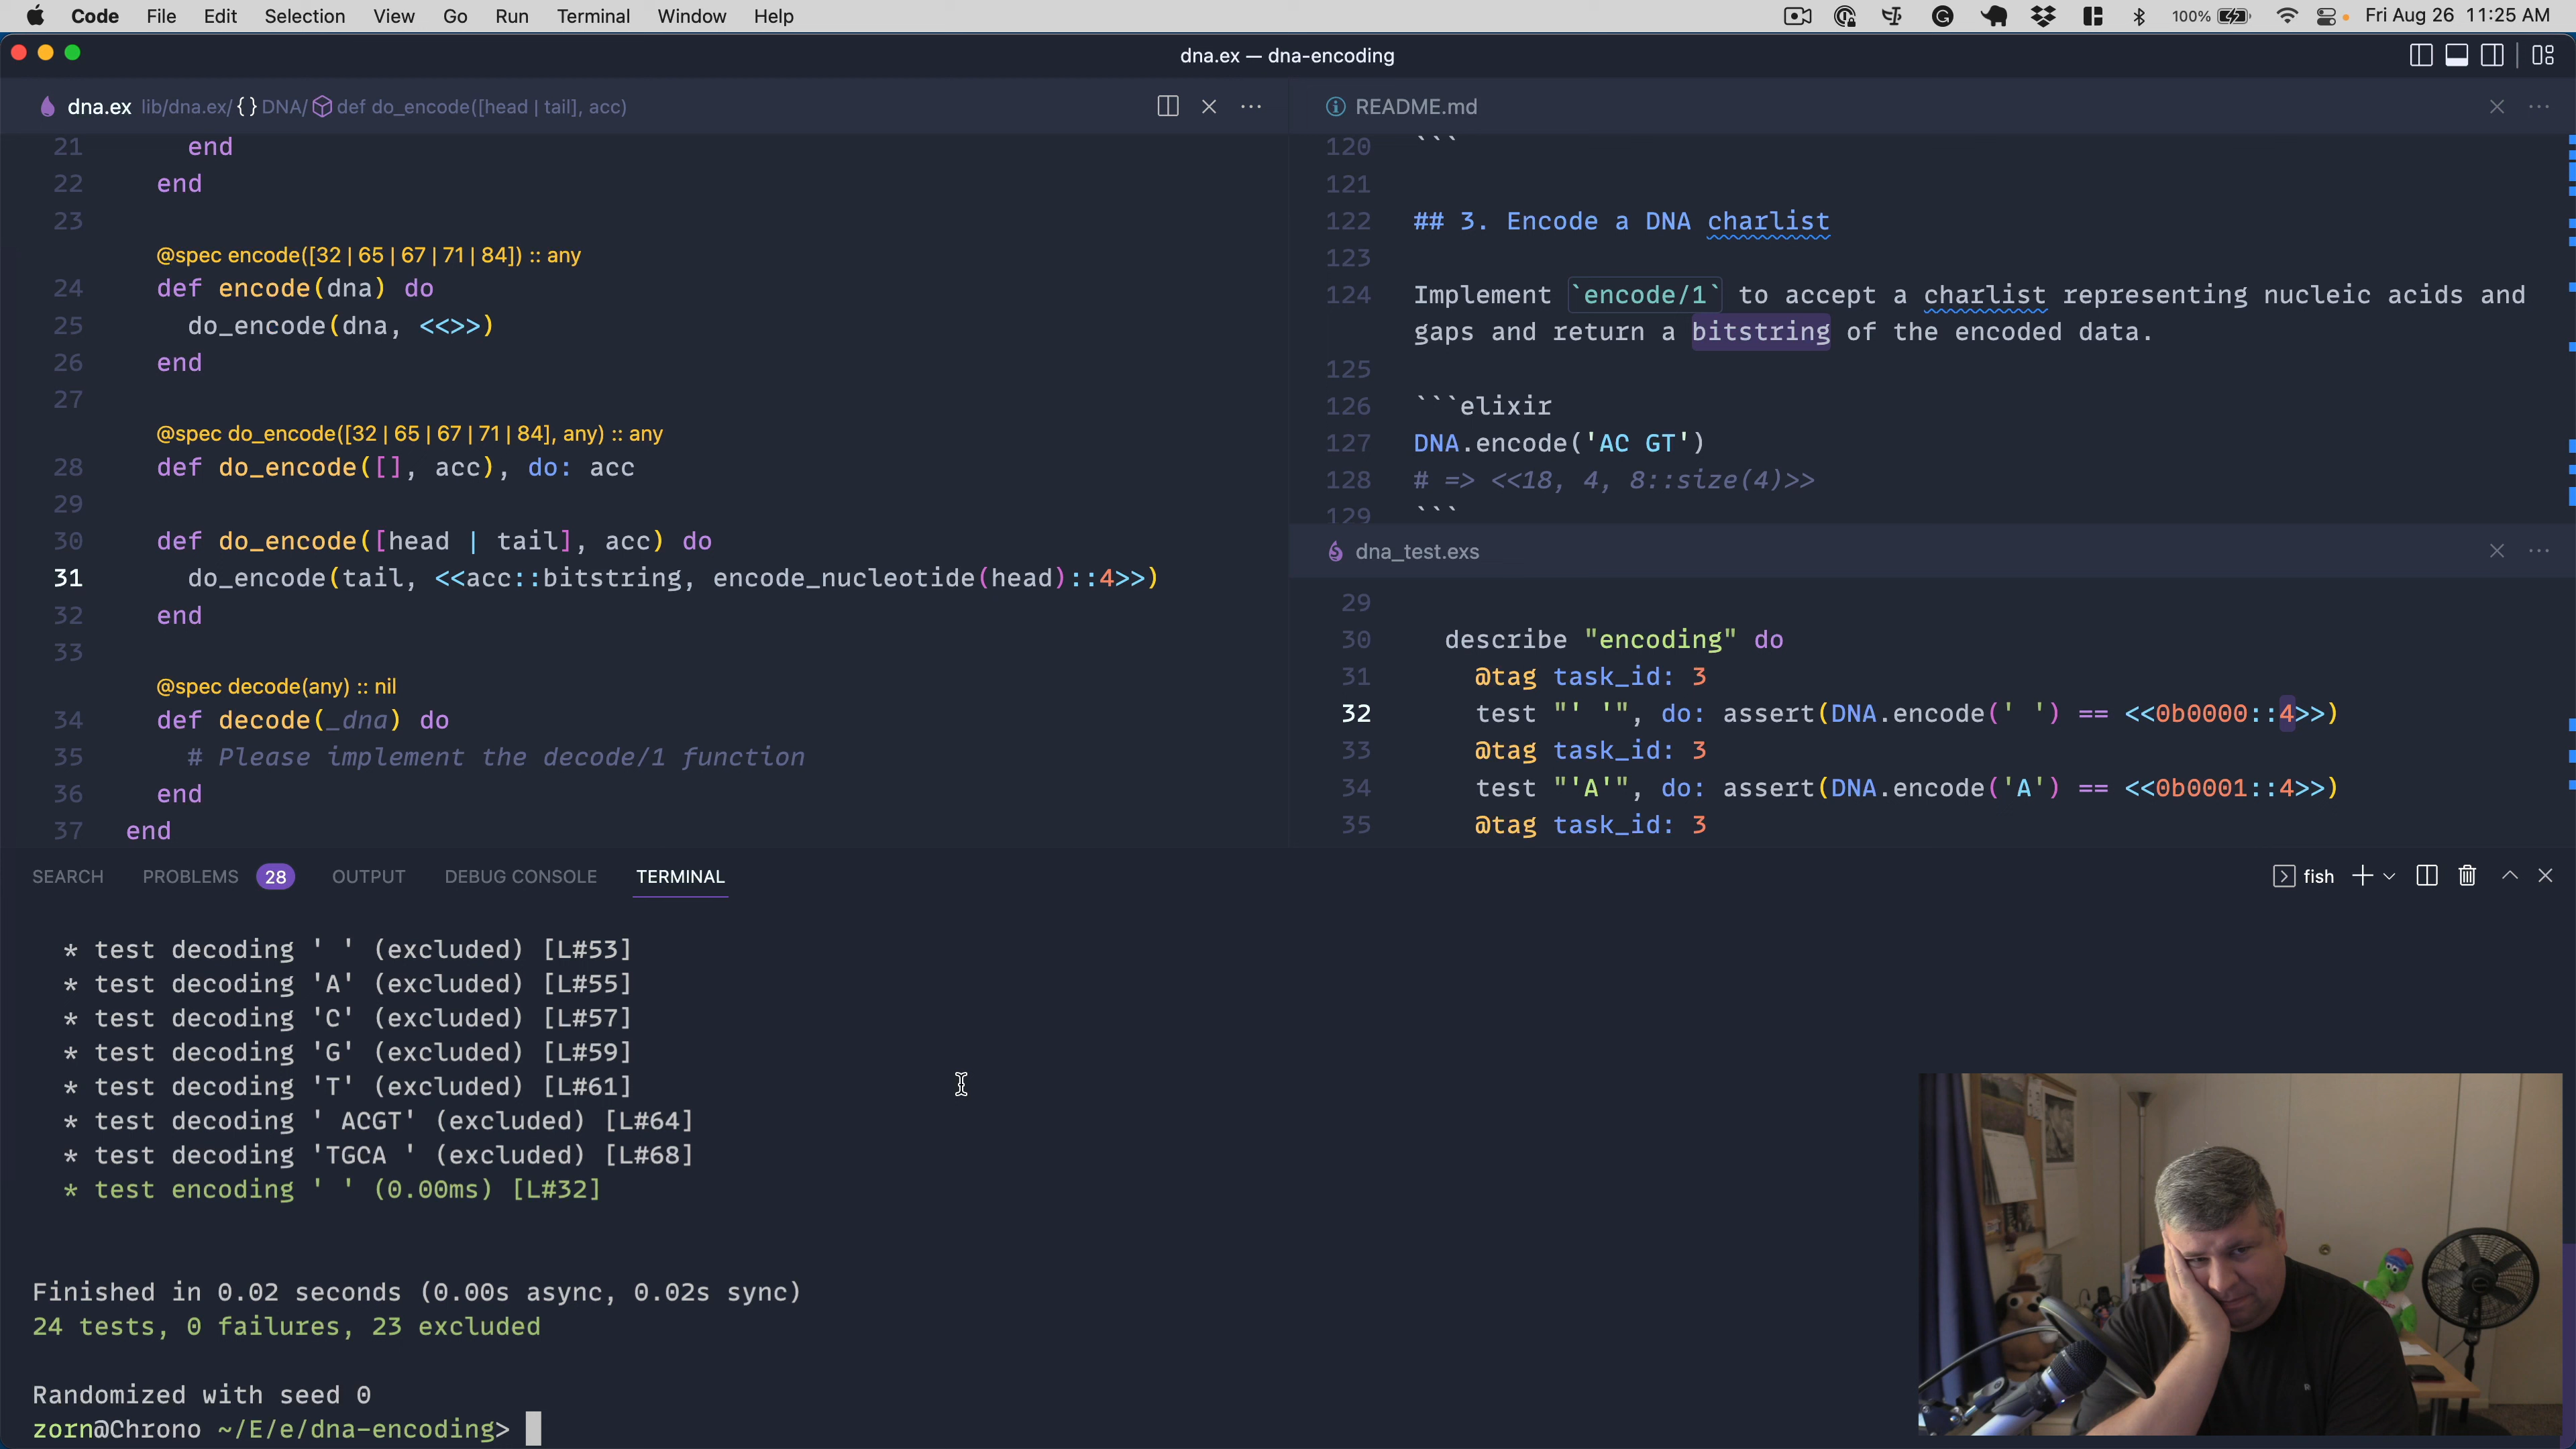 Code File Edit Selection View Go Run Terminal Window Help 100% Fri Aug 26 11:25 AM
dna.ex — dna-encoding
dna.ex lib/dna.ex/ {} DNA/ def do_encode([head | tail], acc)
21 end
22 end
23
@spec encode([32 | 65 | 67 | 71 | 84]) :: any
24 def encode(dna) do
25 do_encode(dna, <<>>)
26 end
27
@spec do_encode([32 | 65 | 67 | 71 | 84], any) :: any
28 def do_encode([], acc), do: acc
29
30 def do_encode([head | tail], acc) do
31 do_encode(tail, <<acc::bitstring, encode_nucleotide(head)::4>>)
32 end
33
@spec decode(any) :: nil
34 def decode(_dna) do
35 # Please implement the decode/1 function
36 end
37 end
README.md
120 ```
121
122 ## 3. Encode a DNA charlist
123
124 Implement `encode/1` to accept a charlist representing nucleic acids and
gaps and return a bitstring of the encoded data.
125
126 ```elixir
127 DNA.encode('AC GT')
128 # => <<18, 4, 8::size(4)>>
129 ```
dna_test.exs
29
30 describe "encoding" do
31 @tag task_id: 3
32 test "' '", do: assert(DNA.encode(' ') == <<0b0000::4>>)
33 @tag task_id: 3
34 test "'A'", do: assert(DNA.encode('A') == <<0b0001::4>>)
35 @tag task_id: 3
SEARCH PROBLEMS 28 OUTPUT DEBUG CONSOLE TERMINAL fish
* test decoding ' ' (excluded) [L#53]
* test decoding 'A' (excluded) [L#55]
* test decoding 'C' (excluded) [L#57]
* test decoding 'G' (excluded) [L#59]
* test decoding 'T' (excluded) [L#61]
* test decoding ' ACGT' (excluded) [L#64]
* test decoding 'TGCA ' (excluded) [L#68]
* test encoding ' ' (0.00ms) [L#32]
Finished in 0.02 seconds (0.00s async, 0.02s sync)
24 tests, 0 failures, 23 excluded
Randomized with seed 0
zorn@Chrono ~/E/e/dna-encoding>